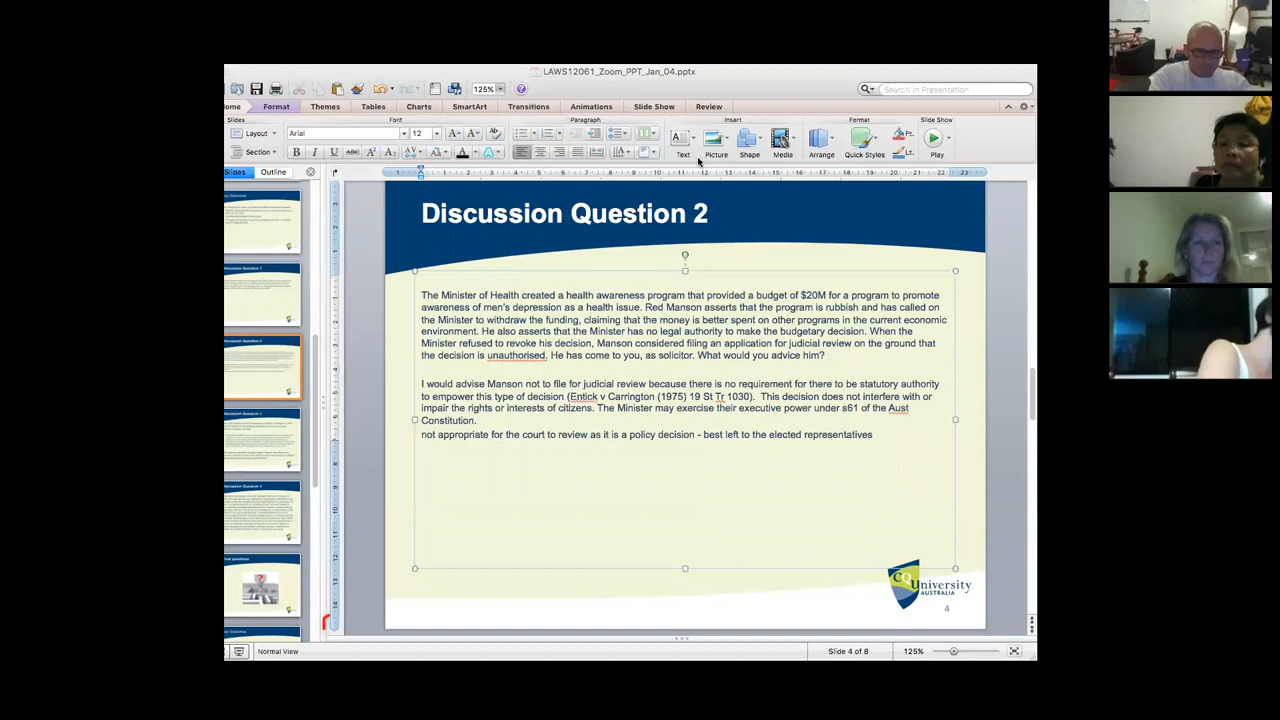 LAWS12061_Zoom_PPT_Jan_04.pptx
125%
Search in Presentation
ome Format Themes Tables Charts SmartArt Transitions Animations Slide Show Review
Slides Font Paragraph Insert Format Slide Show
Layout Arial 12
Section B I U ABC A² A₂ Text Picture Shape Media Arrange Quick Styles Play
Slides Outline
Discussion Question 2
The Minister of Health created a health awareness program that provided a budget of $20M for a program to promote
awareness of men's depression as a health issue. Red Manson asserts that the program is rubbish and has called on
the Minister to withdraw the funding, claiming that the money is better spent on other programs in the current economic
environment. He also asserts that the Minister has no legal authority to make the budgetary decision. When the
Minister refused to revoke his decision, Manson considered filing an application for judicial review on the ground that
the decision is unauthorised. He has come to you, as solicitor. What would you advice him?
I would advise Manson not to file for judicial review because there is no requirement for there to be statutory authority
to empower this type of decision (Entick v Carrington (1975) 19 St Tr 1030). This decision does not interfere with or
impair the rights or interests of citizens. The Minister may exercise their executive power under s61 of the Aust
Constitution.
not appropriate for the court to review as it is a policy decision - best left to the elected representatives
CQUniversity
AUSTRALIA
4
Normal View Slide 4 of 8 125%